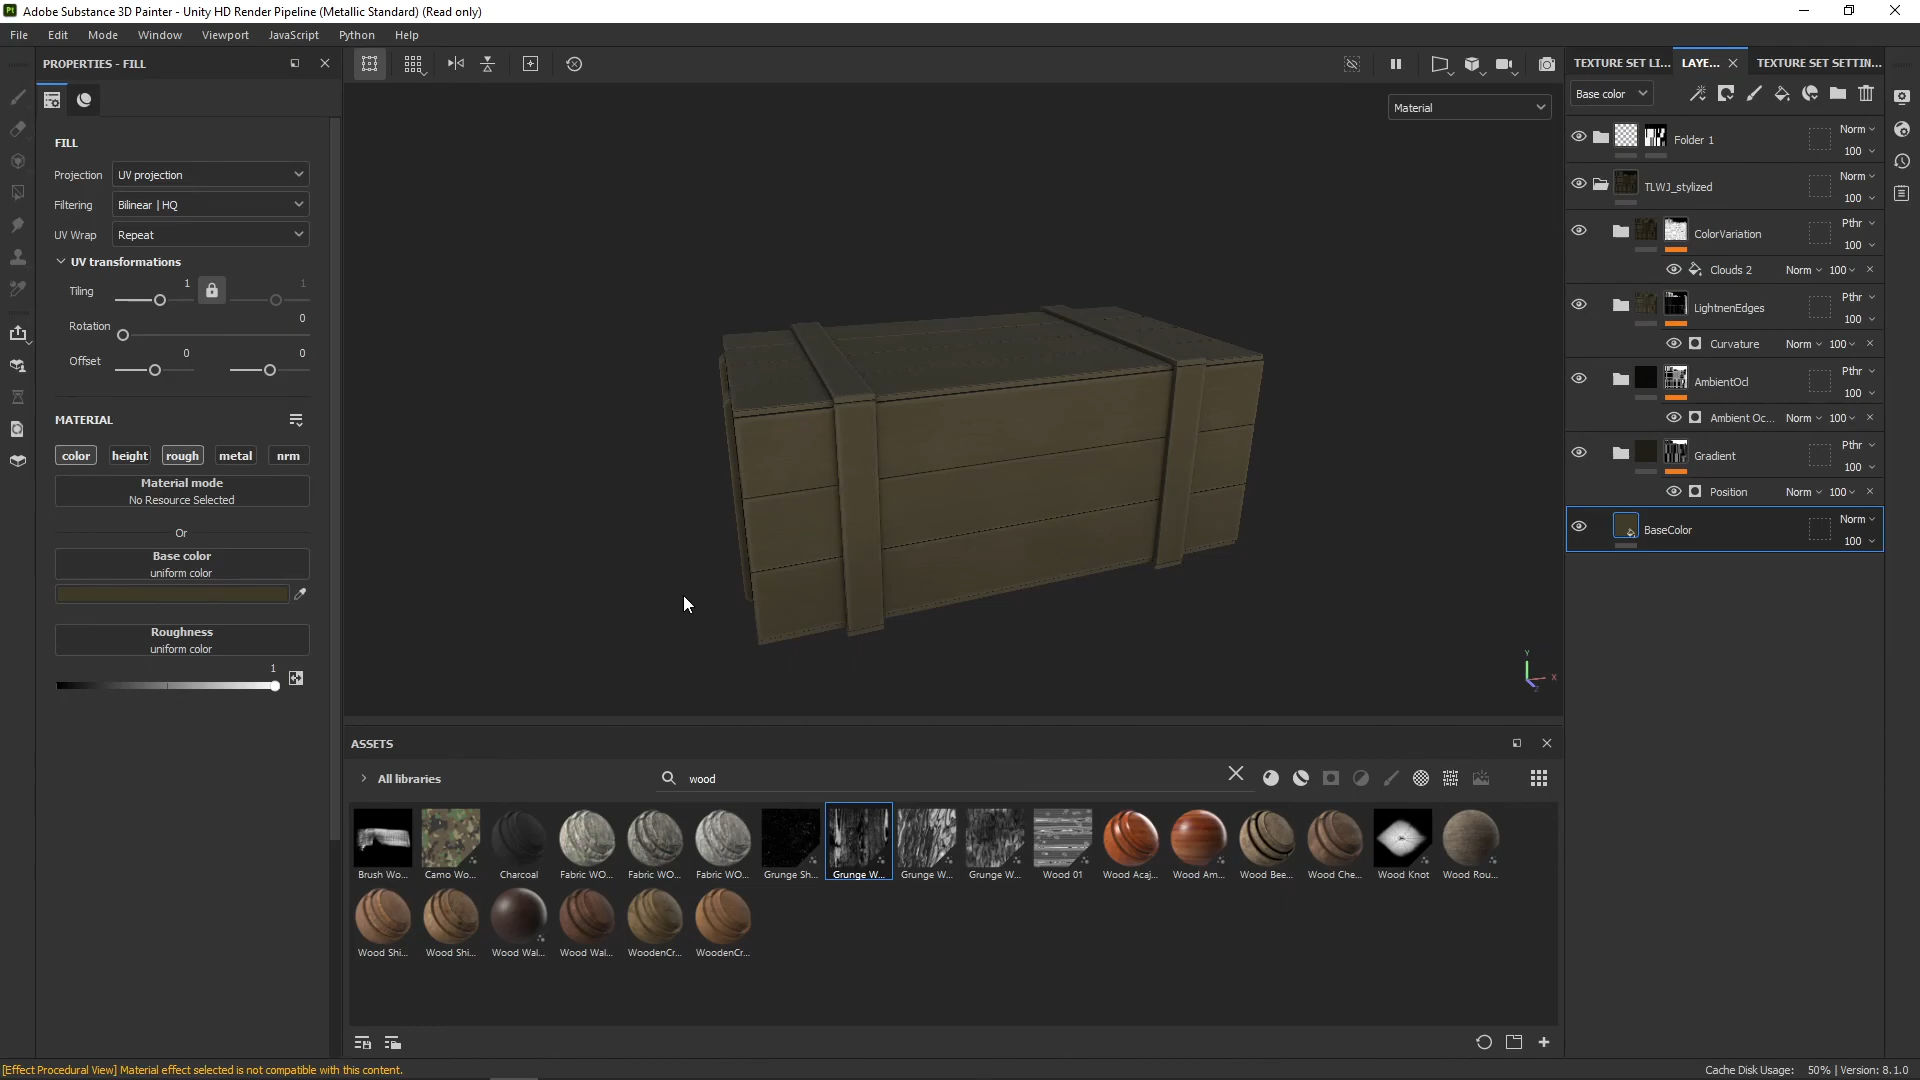 Pt Adobe Substance 3D Painter - Unity HD Render Pipeline (Metallic Standard) (Read only)
File Edit Mode Window Viewport JavaScript Python Help
PROPERTIES - FILL
FILL
Projection UV projection
Filtering Bilinear | HQ
UV Wrap Repeat
UV transformations
Tiling 1 1
Rotation 0
Offset 0 0
MATERIAL
color height rough metal nrm
Material mode
No Resource Selected
Or
Base color
uniform color
Roughness
uniform color
1
Material
Y
X
Z
ASSETS
All libraries
wood
Brush Wo... Camo Wo... Charcoal Fabric WO... Fabric WO... Fabric WO... Grunge Sh... Grunge W... Grunge W... Grunge W... Wood 01 Wood Acaj... Wood Am... Wood Bee... Wood Che... Wood Knot Wood Rou...
Wood Shi... Wood Shi... Wood Wal... Wood Wal... WoodenCr... WoodenCr...
TEXTURE SET LI... LAYE... TEXTURE SET SETTIN...
Base color
Folder 1 Norm 100
TLWJ_stylized Norm 100
ColorVariation Pthr 100
Clouds 2 Norm 100
LightnenEdges Pthr 100
Curvature Norm 100
AmbientOcl Pthr 100
Ambient Oc... Norm 100
Gradient Pthr 100
Position Norm 100
BaseColor Norm 100
[Effect Procedural View] Material effect selected is not compatible with this content.
Cache Disk Usage: 50% | Version: 8.1.0